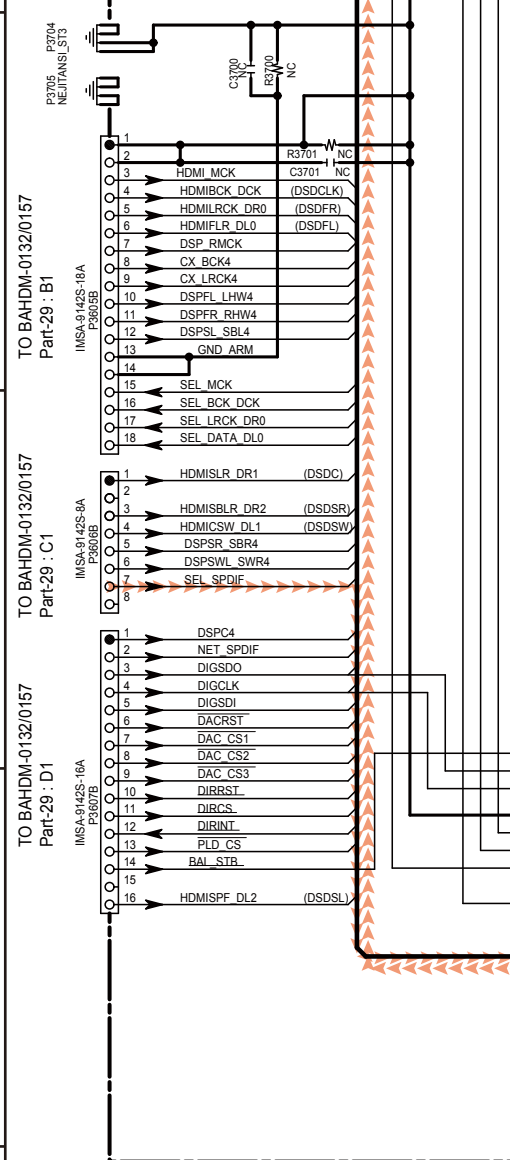 P3704
P3705
NEJITANSI_ST3
C3700
NC
R3700
NC
R3701 NC
C3701 NC
TO BAHDM-0132/0157
Part-29 : B1
IMSA-9142S-18A
P3605B
1
2
3 HDMI_MCK
4 HDMIBCK_DCK (DSDCLK)
5 HDMILRCK_DR0 (DSDFR)
6 HDMIFLR_DL0 (DSDFL)
7 DSP_RMCK
8 CX_BCK4
9 CX_LRCK4
10 DSPFL_LHW4
11 DSPFR_RHW4
12 DSPSL_SBL4
13 GND_ARM
14
15 SEL_MCK
16 SEL_BCK_DCK
17 SEL_LRCK_DR0
18 SEL_DATA_DL0
TO BAHDM-0132/0157
Part-29 : C1
IMSA-9142S-8A
P3606B
1 HDMISLR_DR1 (DSDC)
2
3 HDMISBLR_DR2 (DSDSR)
4 HDMICSW_DL1 (DSDSW)
5 DSPSR_SBR4
6 DSPSWL_SWR4
7 SEL_SPDIF
8
TO BAHDM-0132/0157
Part-29 : D1
IMSA-9142S-16A
P3607B
1 DSPC4
2 NET_SPDIF
3 DIGSDO
4 DIGCLK
5 DIGSDI
6 DACRST
7 DAC_CS1
8 DAC_CS2
9 DAC_CS3
10 DIRRST
11 DIRCS
12 DIRINT
13 PLD_CS
14 BAL_STB
15
16 HDMISPF_DL2 (DSDSL)